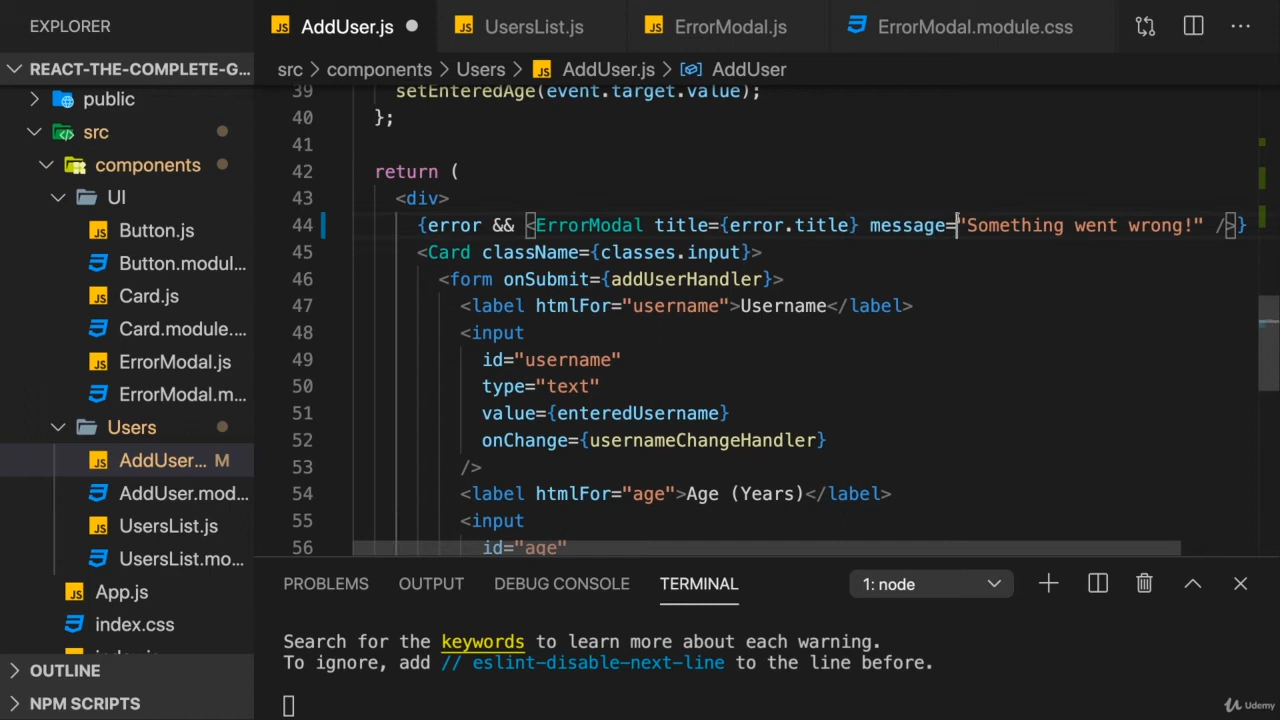 EXPLORER
AddUser.js
UsersList.js
ErrorModal.js
ErrorModal.module.css
REACT-THE-COMPLETE-G...
src > components > Users > AddUser.js > AddUser
public
src
components
UI
Button.js
Button.modul...
Card.js
Card.module....
ErrorModal.js
ErrorModal.m...
Users
AddUser... M
AddUser.mod...
UsersList.js
UsersList.mo...
App.js
index.css
OUTLINE
NPM SCRIPTS
39 setEnteredAge(event.target.value);
40 };
41
42 return (
43 <div>
44 {error && <ErrorModal title={error.title} message="Something went wrong!" />}
45 <Card className={classes.input}>
46 <form onSubmit={addUserHandler}>
47 <label htmlFor="username">Username</label>
48 <input
49 id="username"
50 type="text"
51 value={enteredUsername}
52 onChange={usernameChangeHandler}
53 />
54 <label htmlFor="age">Age (Years)</label>
55 <input
56 id="age"
PROBLEMS
OUTPUT
DEBUG CONSOLE
TERMINAL
1: node
Search for the keywords to learn more about each warning.
To ignore, add // eslint-disable-next-line to the line before.
Udemy